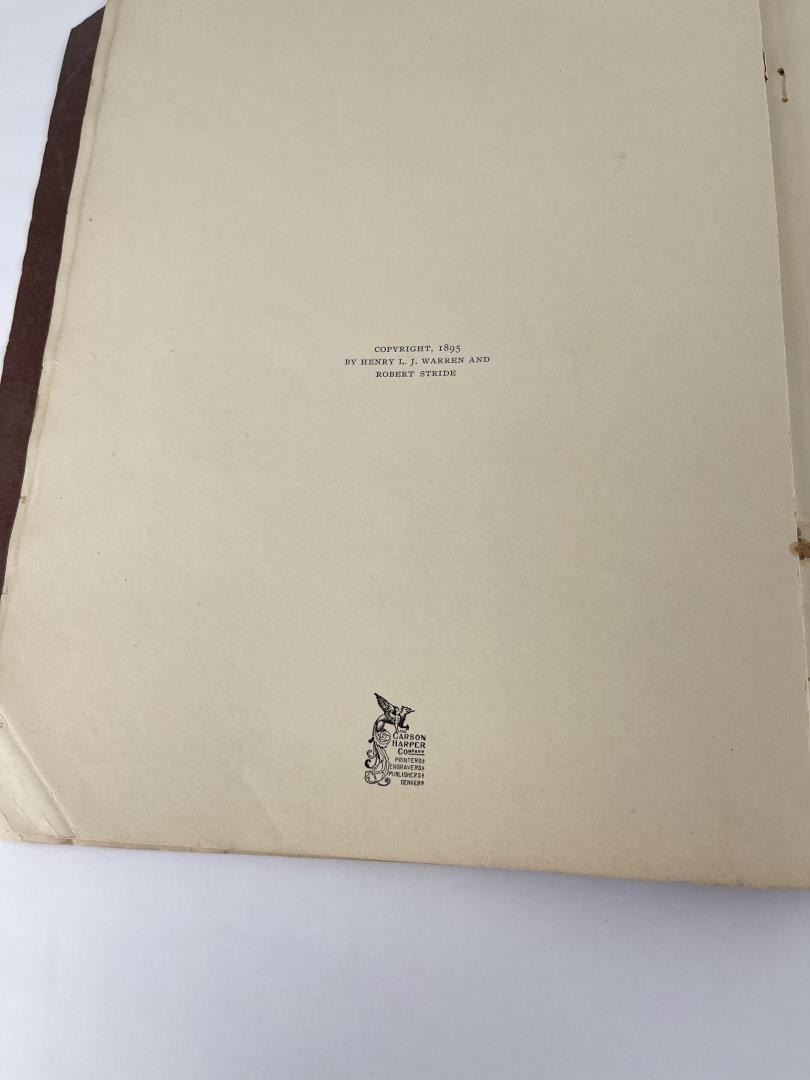 COPYRIGHT, 1895
BY HENRY L. J. WARREN AND
ROBERT STRIDE
THE
CARSON
HARPER
COMPANY
PRINTERS
ENGRAVERS
PUBLISHERS
DENVER